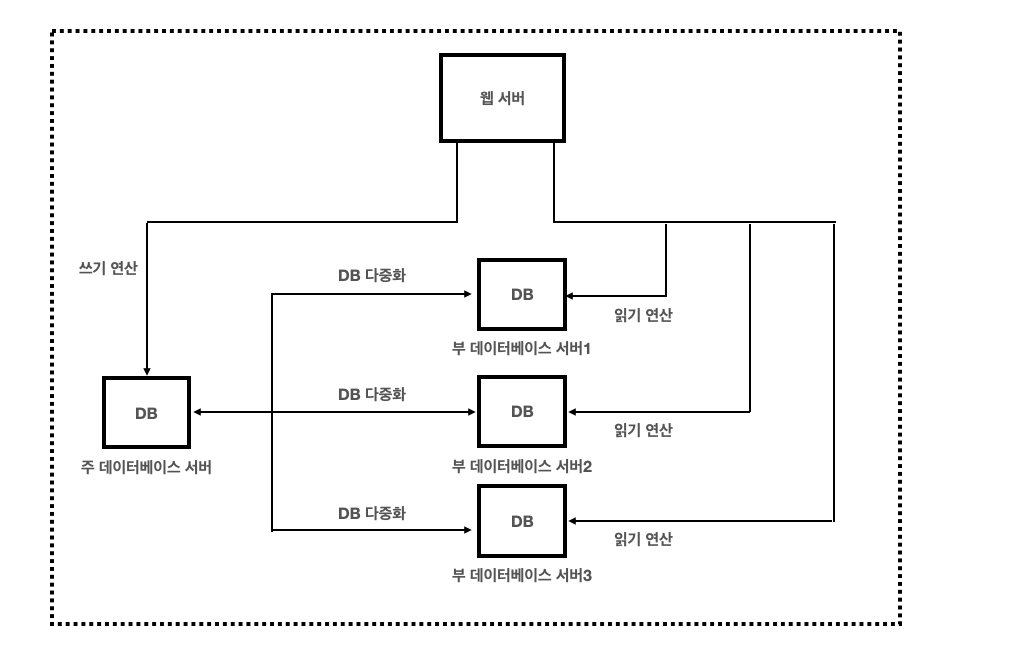 웹 서버
쓰기 연산
DB 다중화
DB
읽기 연산
부 데이터베이스 서버1
DB 다중화
DB
DB
읽기 연산
주 데이터베이스 서버
부 데이터베이스 서버2
DB 다중화
DB
읽기 연산
부 데이터베이스 서버3